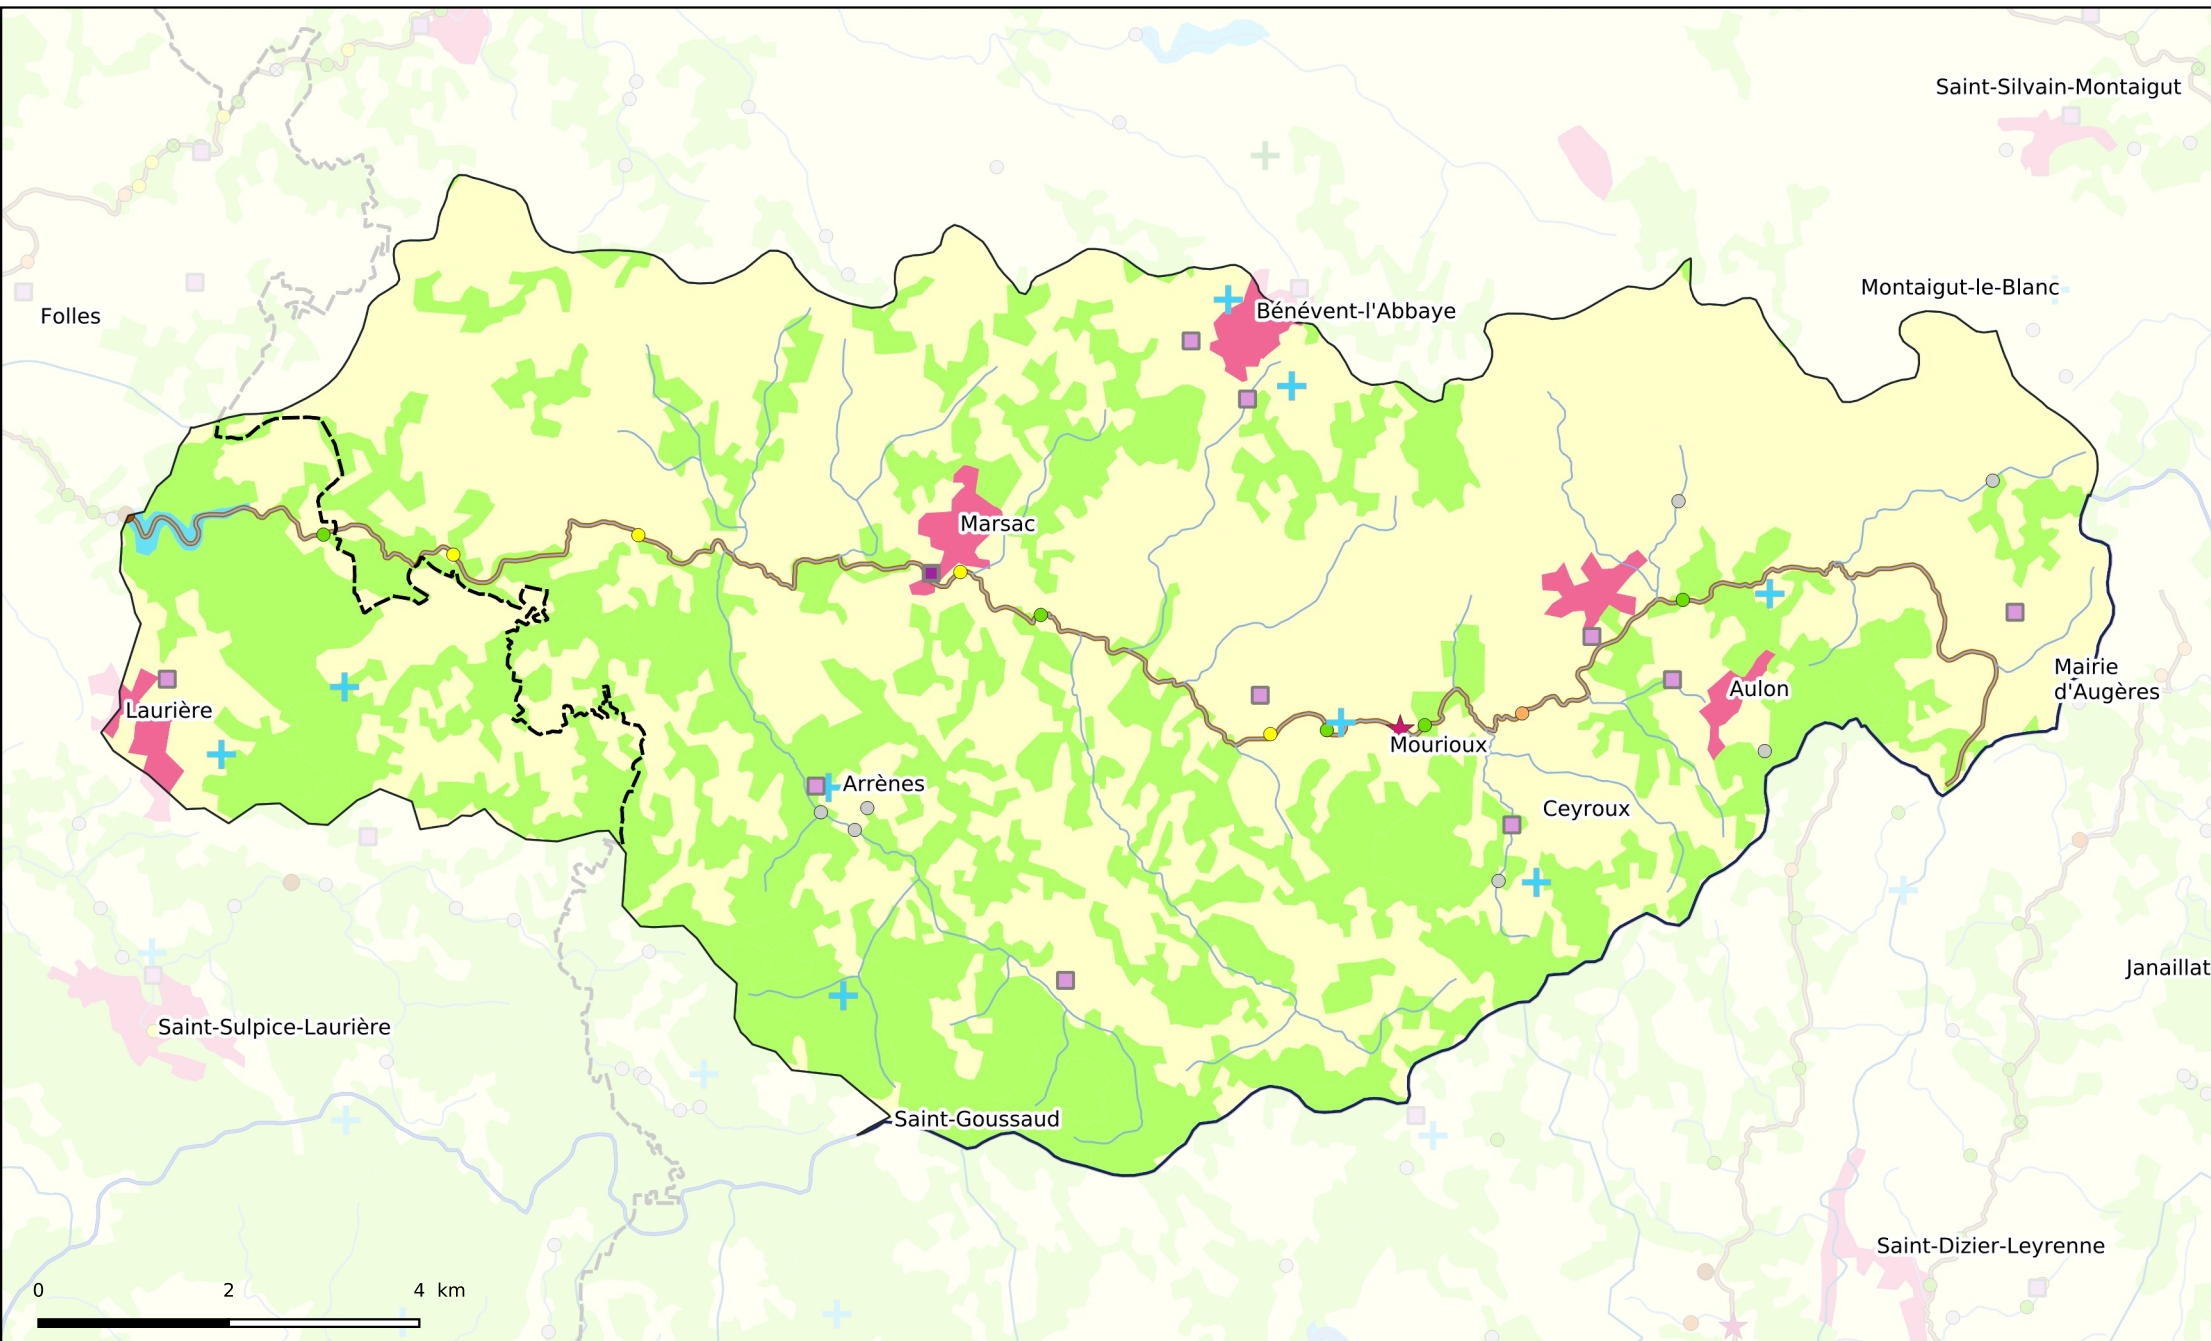 Saint-Silvain-Montaigut
Montaigut-le-Blanc
Folles
Bénévent-l'Abbaye
Marsac
Mairie
d'Augères
Laurière
Aulon
Mourioux
Arrènes
Ceyroux
Janaillat
Saint-Sulpice-Laurière
Saint-Goussaud
Saint-Dizier-Leyrenne
0 2 4 km